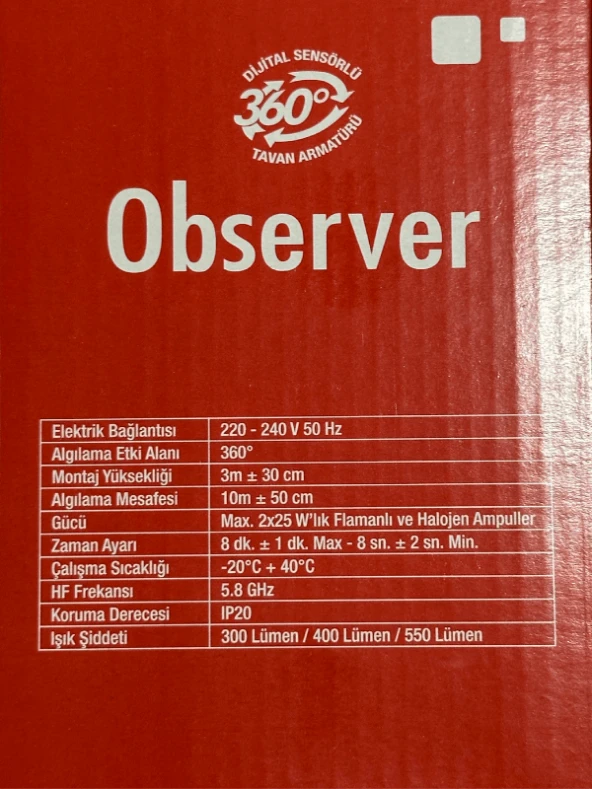 DİJİTAL SENSÖRLÜ
360°
TAVAN ARMATÜRÜ
Observer
Elektrik Bağlantısı 220 - 240 V 50 Hz
Algılama Etki Alanı 360°
Montaj Yüksekliği 3m ± 30 cm
Algılama Mesafesi 10m ± 50 cm
Gücü Max. 2x25 W'lık Flamanlı ve Halojen Ampuller
Zaman Ayarı 8 dk. ± 1 dk. Max - 8 sn. ± 2 sn. Min.
Çalışma Sıcaklığı -20°C + 40°C
HF Frekansı 5.8 GHz
Koruma Derecesi IP20
Işık Şiddeti 300 Lümen / 400 Lümen / 550 Lümen